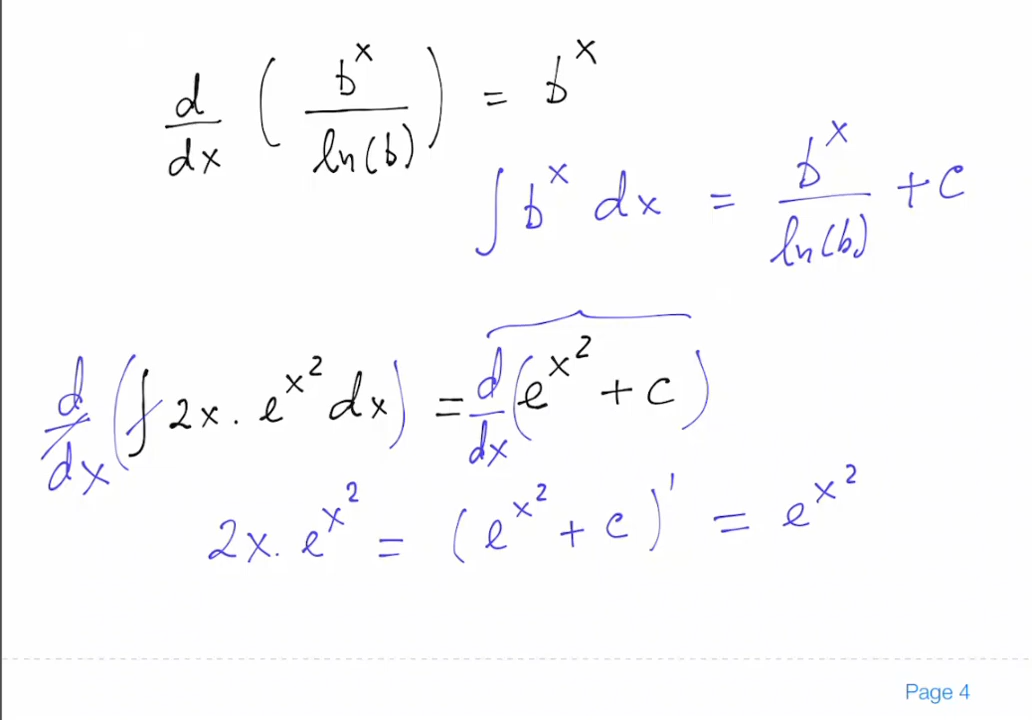 d/dx ( b^x / ln(b) ) = b^x
∫ b^x dx = b^x / ln(b) + c
d/dx ( ∫ 2x · e^x^2 dx ) = d/dx ( e^x^2 + c )
2x · e^x^2 = ( e^x^2 + c )' = e^x^2
Page 4